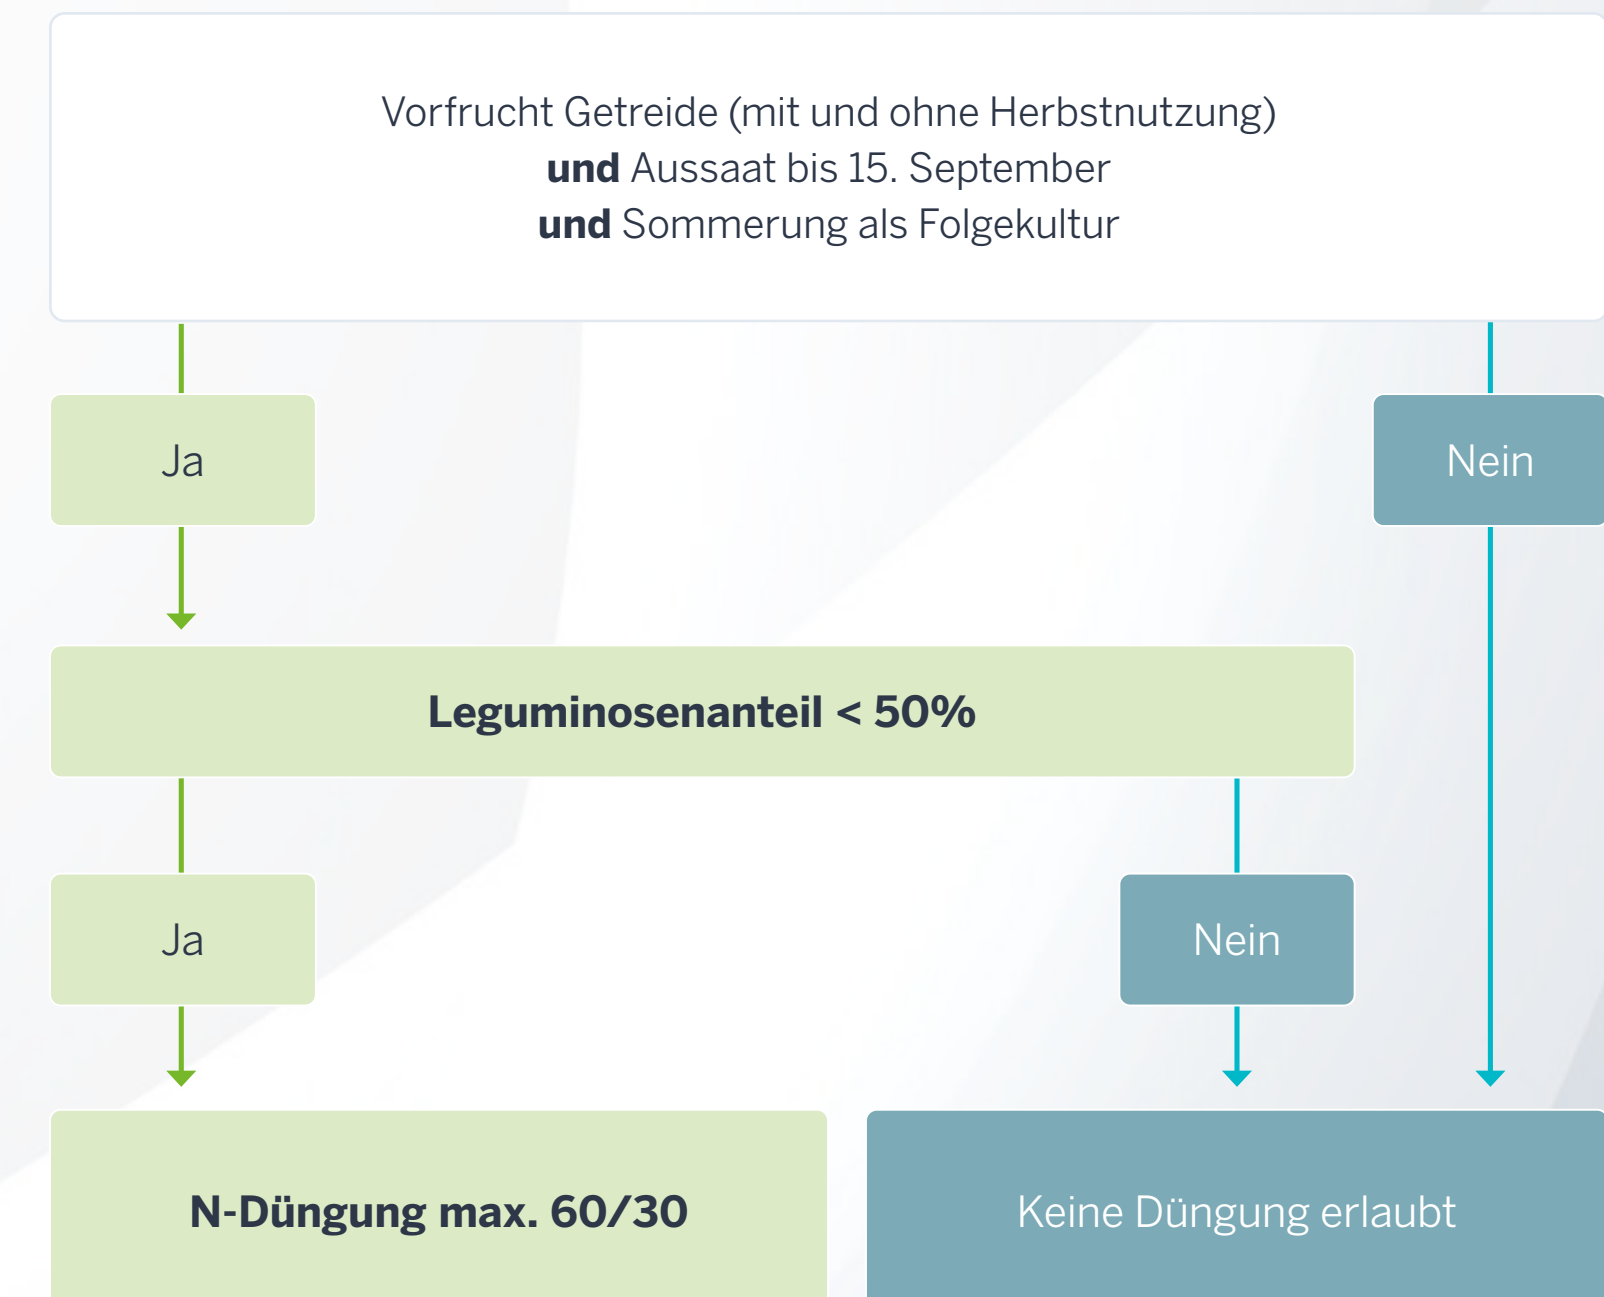 Vorfrucht Getreide (mit und ohne Herbstnutzung)
und Aussaat bis 15. September
und Sommerung als Folgekultur
Ja
Nein
Leguminosenanteil < 50%
Ja
Nein
N-Düngung max. 60/30
Keine Düngung erlaubt